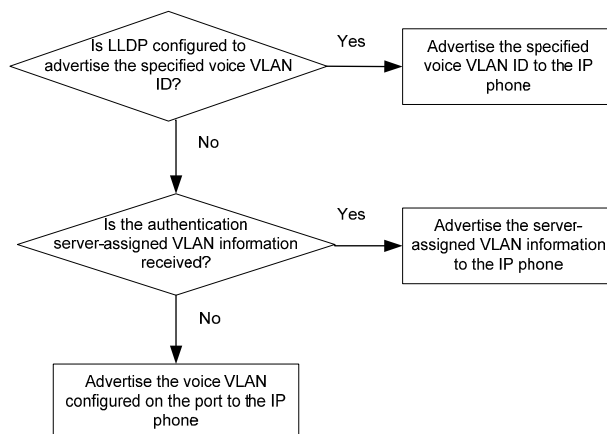 Is LLDP configured to
advertise the specified voice VLAN
ID?
Yes
Advertise the specified
voice VLAN ID to the IP
phone
No
Is the authentication
server-assigned VLAN information
received?
Yes
Advertise the server-
assigned VLAN information
to the IP phone
No
Advertise the voice VLAN
configured on the port to the IP
phone